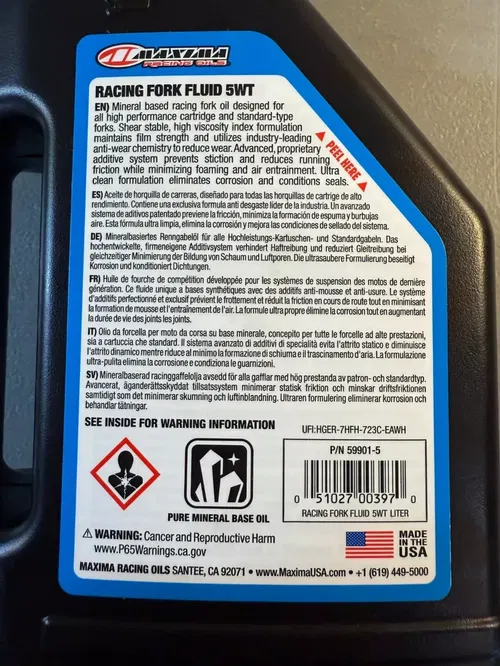 MAXIMA
RACING OILS
RACING FORK FLUID 5WT
EN) Mineral based racing fork oil designed for
all high performance cartridge and standard-type
forks. Shear stable, high viscosity index formulation
maintains film strength and utilizes industry-leading
anti-wear chemistry to reduce wear. Advanced, proprietary
additive system prevents stiction and reduces running
friction while minimizing foaming and air entrainment. Ultra
clean formulation eliminates corrosion and conditions seals.
PEEL HERE
ES) Aceite de horquilla de carreras, diseñado para todas las horquillas de cartrige de alto
rendimiento. Contiene una exclusiva formula anti desgaste líder de la industria. Un avanzado
sistema de aditivos patentado previene la fricción, minimiza la formación de espuma y burbujas
aire. Esta fórmula ultra limpia, elimina la corrosión y mejora las condiciones del sellado del sistema.
DE) Mineralbasiertes Renngabelöl für alle Hochleistungs-Kartuschen- und Standardgabeln. Das
hochentwickelte, firmeneigene Additivsystem verhindert Haftreibung und reduziert Gleitreibung bei
gleichzeitiger Minimierung der Bildung von Schaum und Luftporen. Die ultrasaubere Formulierung beseitigt
Korrosion und konditioniert Dichtungen.
FR) Huile de fourche de compétition développée pour les systèmes de suspension des motos de dernière
génération. Ce fluide unique a bases synthétiques avec des additifs anti-mousse et anti-usure. Le système
d'additifs perfectionné et exclusif prévient le frottement et réduit la friction en cours de route tout en minimisant
la formation de mousse et l'entraînement de l'air. La formule ultra propre élimine la corrosion tout en augmentant
la durée de vie des joints les joints.
IT) Olio da forcella per moto da corsa su base minerale, concepito per tutte le forcelle ad alte prestazioni,
sia a cartuccia che standard. Il sistema avanzato di additivi di specialità evita l'attrito statico e diminuisce
l'attrito dinamico mentre riduce al minimo la formazione di schiuma e il trascinamento d'aria. La formulazione
ultra-pulita elimina la corrosione e condiziona le guarnizioni.
SV) Mineralbaserad racinggaffelolja avsedd för alla gafflar med hög prestanda av patron- och standardtyp.
Avancerat, äganderättsskyddat tillsatssystem minimerar statisk friktion och minskar driftsfriktionen
samtidigt som det minimerar skumning och luftinblandning. Ultraren formulering eliminerar korrosion och
behandlar tätningar.
SEE INSIDE FOR WARNING INFORMATION
UFI:HGER-7HFH-723C-EAWH
P/N 59901-5
0 51027 00397 0
RACING FORK FLUID 5WT LITER
PURE MINERAL BASE OIL
WARNING: Cancer and Reproductive Harm
www.P65Warnings.ca.gov
MADE
IN THE
USA
MAXIMA RACING OILS SANTEE, CA 92071 • www.MaximaUSA.com • +1 (619) 449-5000